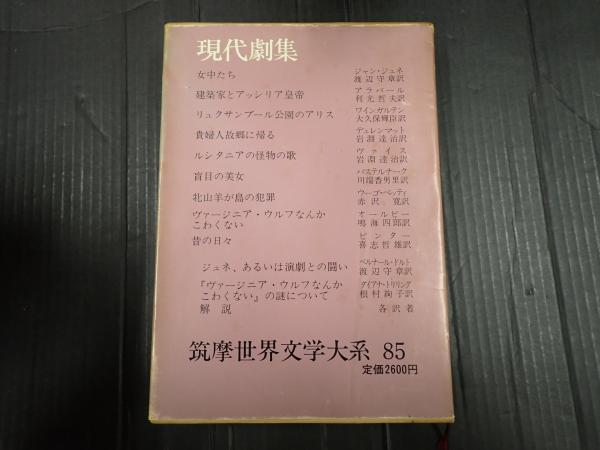 現代劇集
女中たち
ジャン・ジュネ
渡辺守章訳
建築家とアッシリア皇帝
アラバール
利光哲夫訳
リュクサンブール公園のアリス
ワインガルテン
大久保輝臣訳
貴婦人故郷に帰る
デュレンマット
岩淵達治訳
ルシタニアの怪物の歌
ヴァイス
岩淵達治訳
盲目の美女
パステルナーク
川端香男里訳
牝山羊が島の犯罪
ウーゴ・ベッティ
赤沢寛訳
ヴァージニア・ウルフなんか
こわくない
オールビー
鳴海四郎訳
昔の日々
ピンター
喜志哲雄訳
ジュネ、あるいは演劇との闘い
ベルナール・ドルト
渡辺守章訳
『ヴァージニア・ウルフなんか
こわくない』の謎について
ダイアナ・トリリング
根村絢子訳
解説
各訳者
筑摩世界文学大系 85
定価2600円